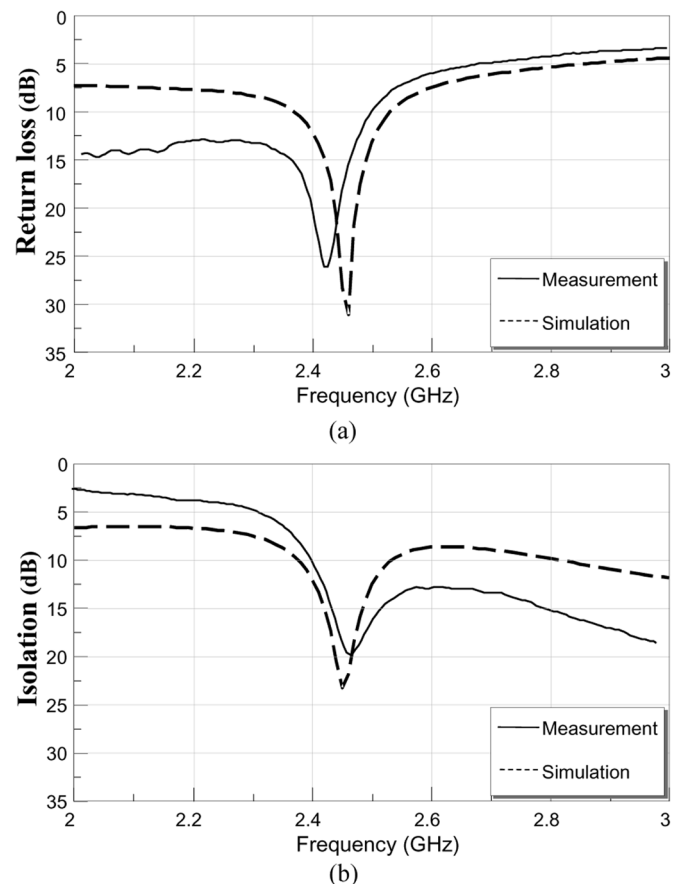 0
5
10
15
20
25
30
35
Return loss (dB)
Measurement
Simulation
2 2.2 2.4 2.6 2.8 3
Frequency (GHz)
(a)
0
5
10
15
20
25
30
35
Isolation (dB)
Measurement
Simulation
2 2.2 2.4 2.6 2.8 3
Frequency (GHz)
(b)